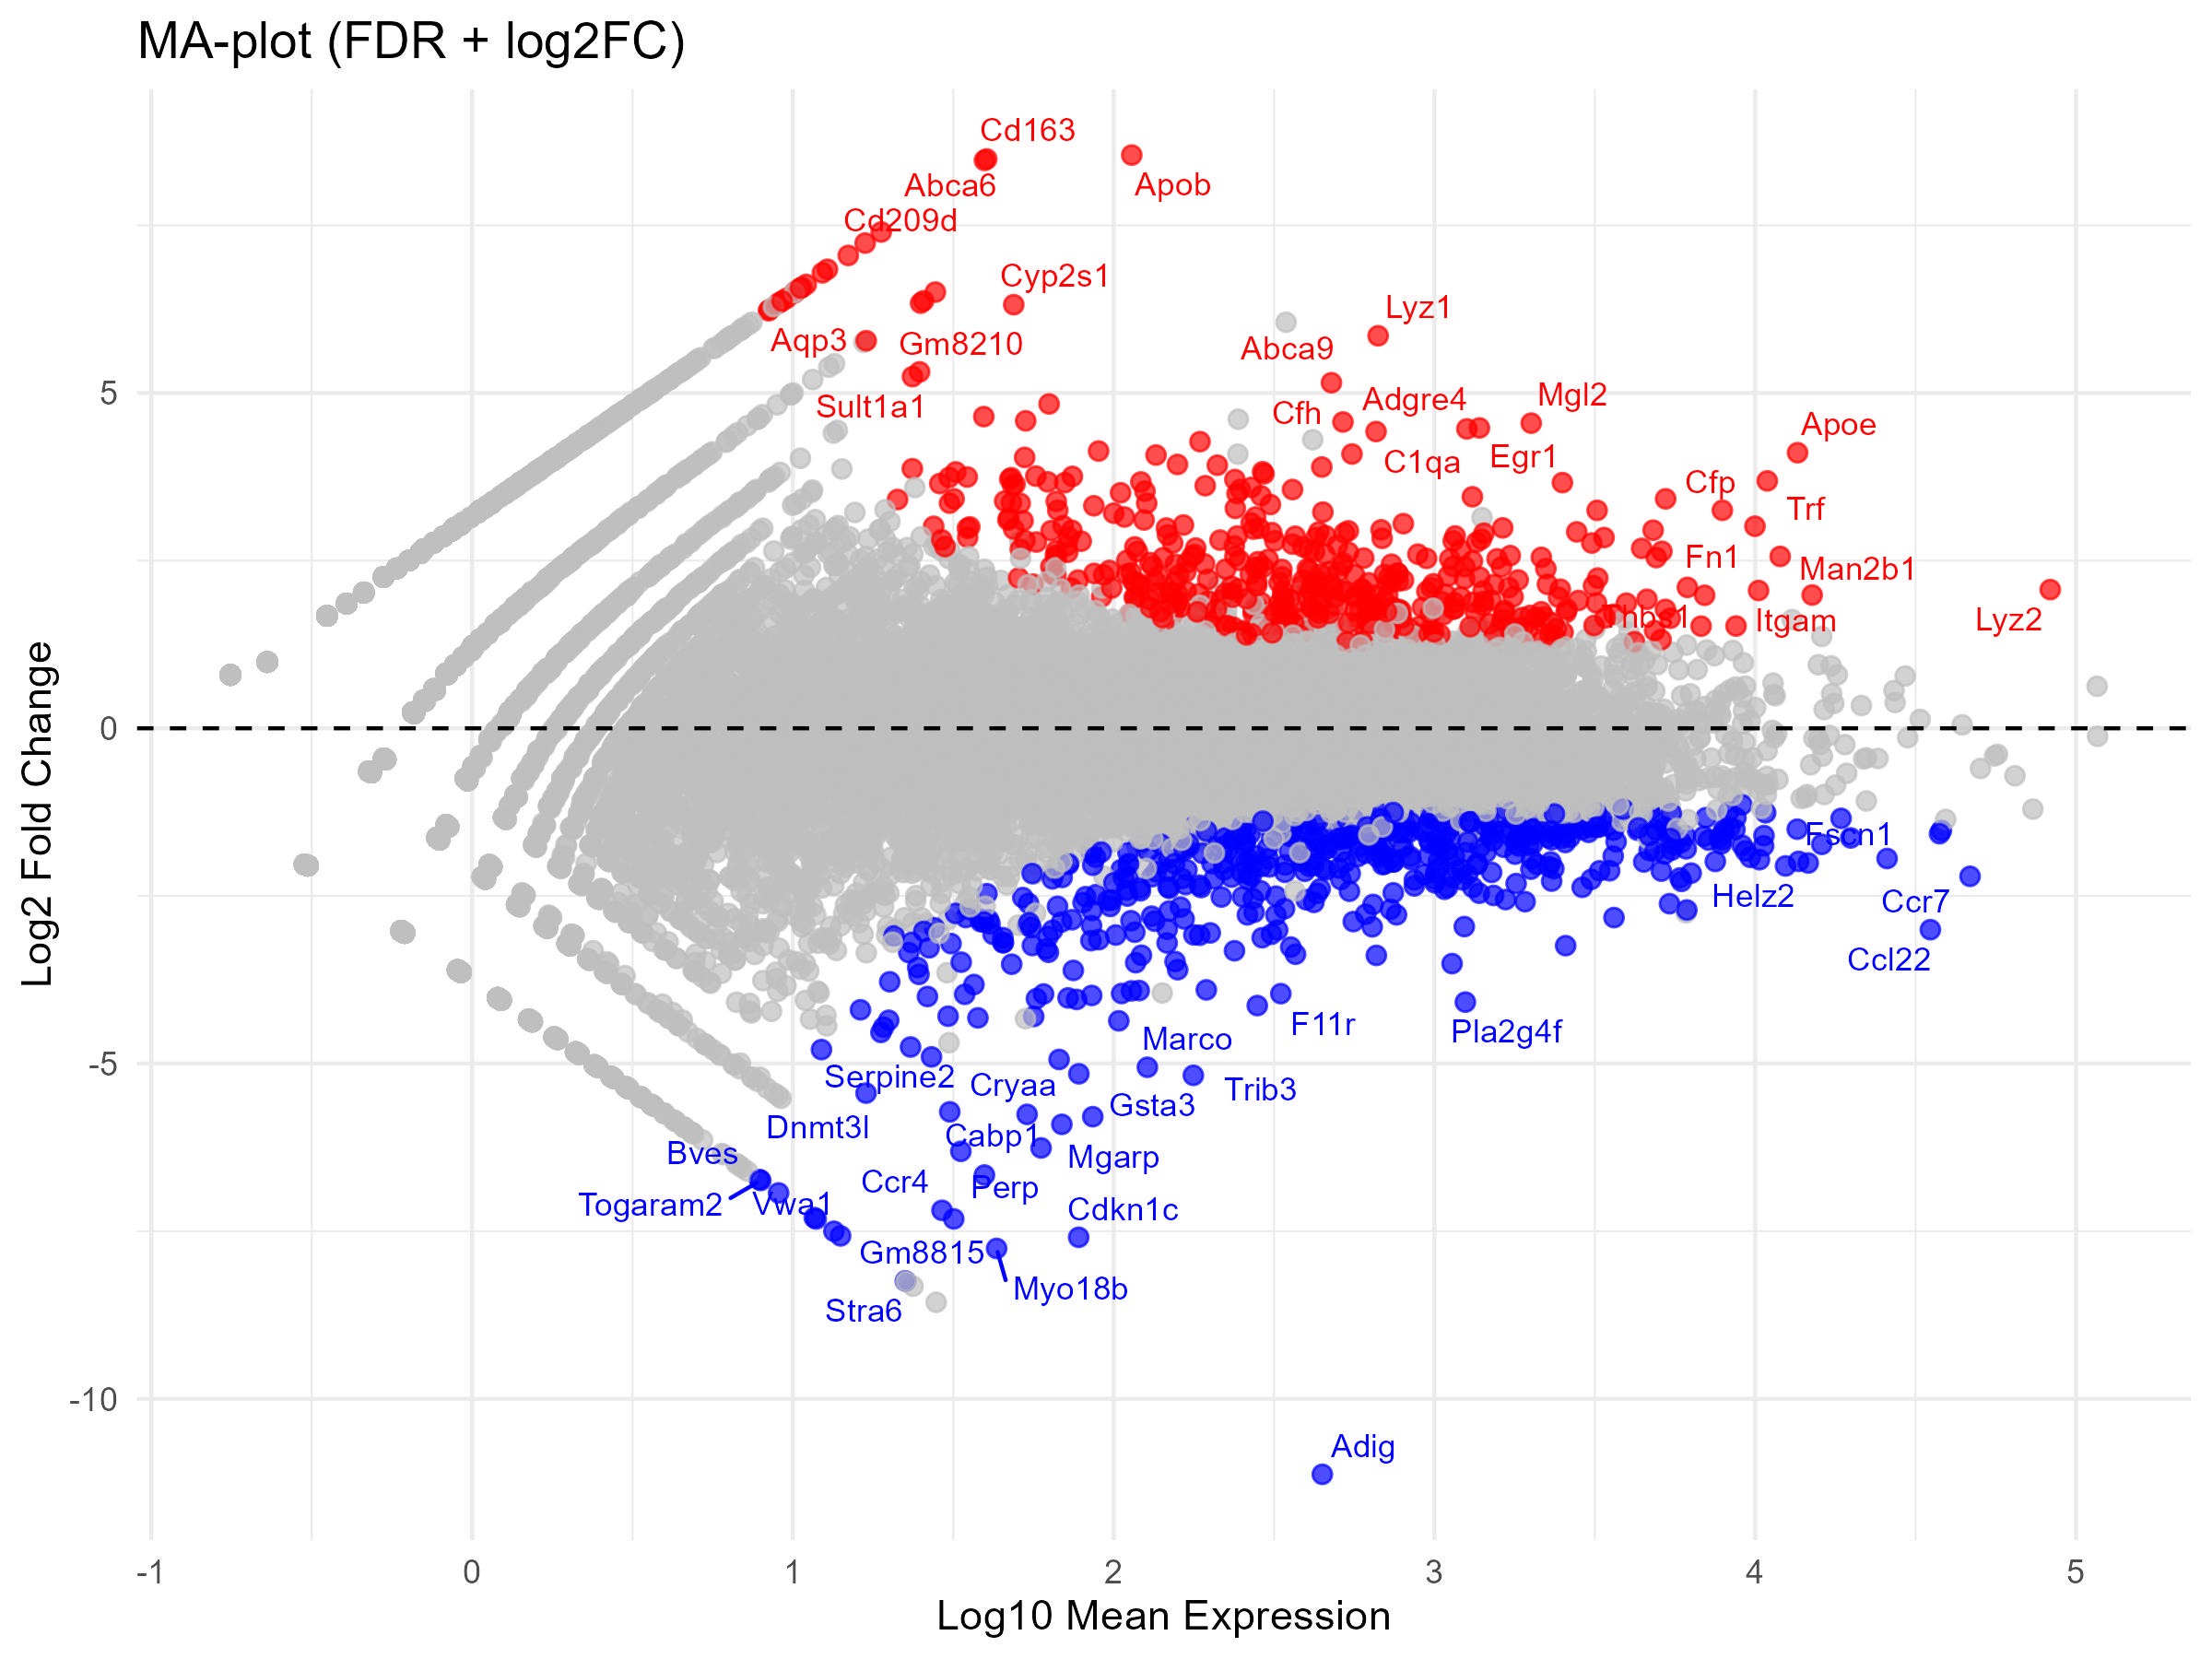 MA-plot (FDR + log2FC)
Cd163
Abca6
Apob
Cd209d
Cyp2s1
Lyz1
Aqp3
Gm8210
Abca9
Sult1a1
Cfh
Adgre4
Mgl2
Apoe
C1qa
Egr1
Cfp
Trf
Fn1
Man2b1
Thbs1
Itgam
Lyz2
Fscn1
Helz2
Ccr7
Ccl22
F11r
Pla2g4f
Marco
Serpine2
Cryaa
Trib3
Gsta3
Dnmt3l
Cabp1
Bves
Mgarp
Ccr4
Perp
Togaram2
Vwa1
Cdkn1c
Gm8815
Myo18b
Stra6
Adig
5
0
-5
-10
Log2 Fold Change
-1
0
1
2
3
4
5
Log10 Mean Expression